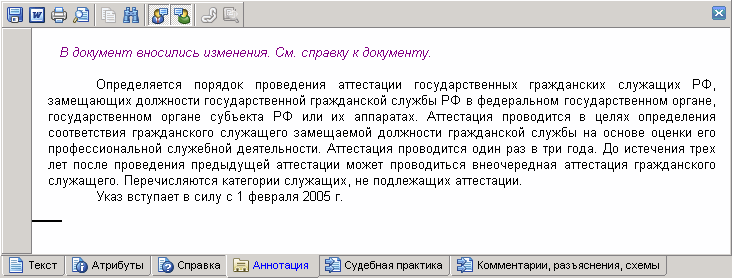 В документ вносились изменения. См. справку к документу.
Определяется порядок проведения аттестации государственных гражданских служащих РФ,
замещающих должности государственной гражданской службы РФ в федеральном государственном органе,
государственном органе субъекта РФ или их аппаратах. Аттестация проводится в целях определения
соответствия гражданского служащего замещаемой должности гражданской службы на основе оценки его
профессиональной служебной деятельности. Аттестация проводится один раз в три года. До истечения трех
лет после проведения предыдущей аттестации может проводиться внеочередная аттестация гражданского
служащего. Перечисляются категории служащих, не подлежащих аттестации.
Указ вступает в силу с 1 февраля 2005 г.
Текст Атрибуты Справка Аннотация Судебная практика Комментарии, разъяснения, схемы